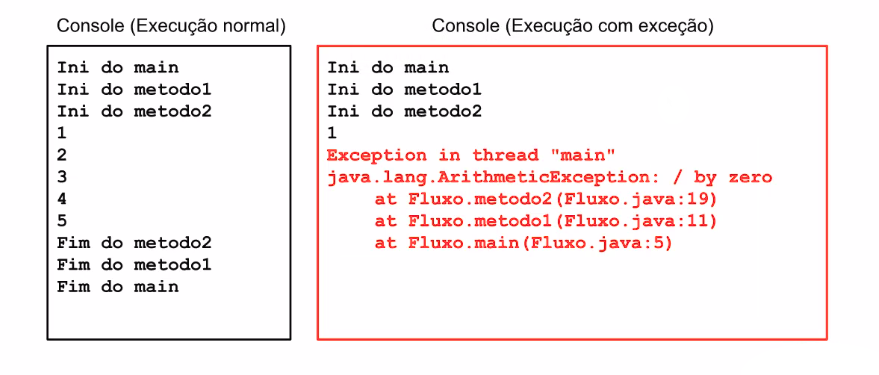 Console (Execução normal)
Ini do main
Ini do metodo1
Ini do metodo2
1
2
3
4
5
Fim do metodo2
Fim do metodo1
Fim do main
Console (Execução com exceção)
Ini do main
Ini do metodo1
Ini do metodo2
1
Exception in thread "main"
java.lang.ArithmeticException: / by zero
at Fluxo.metodo2(Fluxo.java:19)
at Fluxo.metodo1(Fluxo.java:11)
at Fluxo.main(Fluxo.java:5)